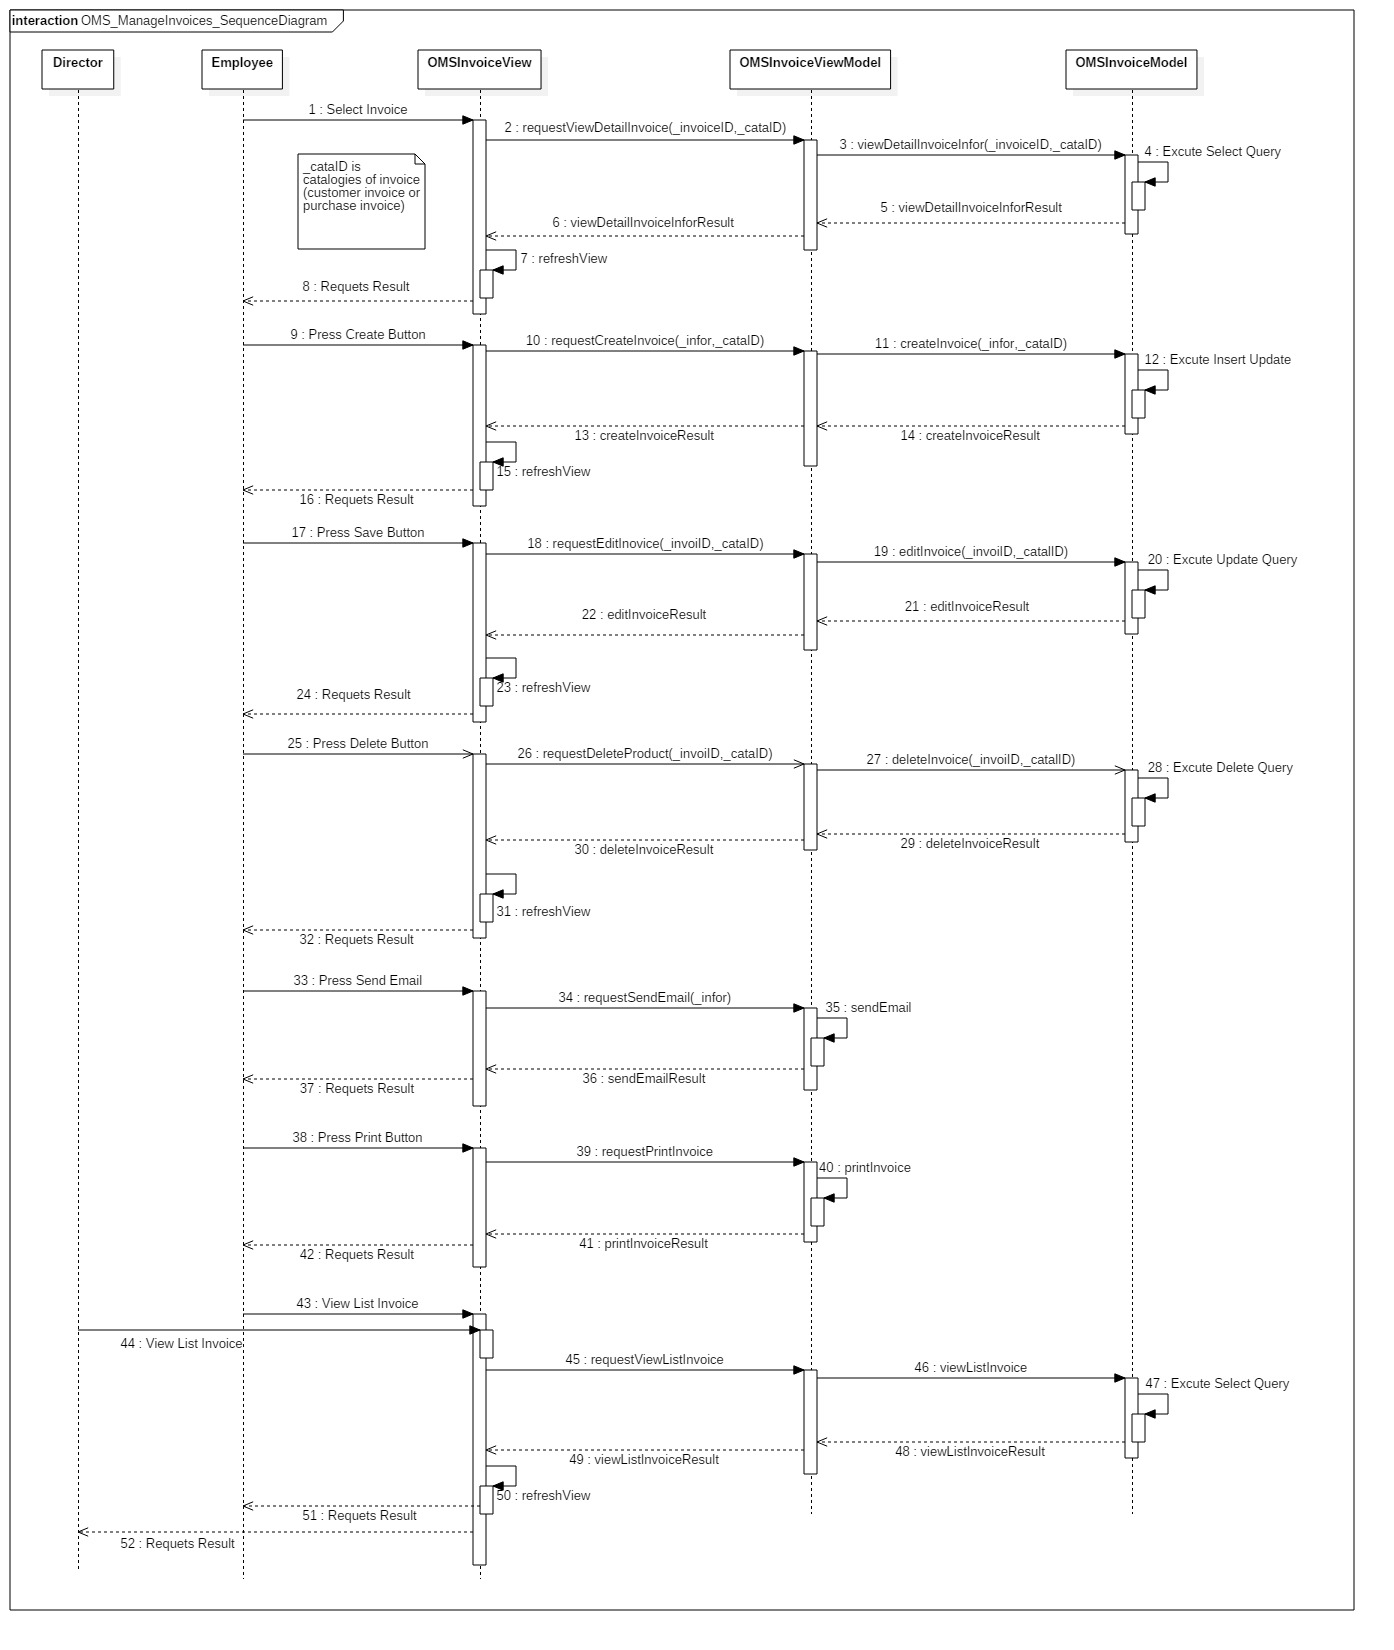 interaction OMS_ManageInvoices_SequenceDiagram
Director
Employee
OMSInvoiceView
OMSInvoiceViewModel
OMSInvoiceModel
1 : Select Invoice
2 : requestViewDetailInvoice(_invoiceID,_cataID)
3 : viewDetailInvoiceInfor(_invoiceID,_cataID)
4 : Excute Select Query
_cataID is
catalogies of invoice
(customer invoice or
purchase invoice)
5 : viewDetailInvoiceInforResult
6 : viewDetailInvoiceInforResult
7 : refreshView
8 : Requets Result
9 : Press Create Button
10 : requestCreateInvoice(_infor,_cataID)
11 : createInvoice(_infor,_cataID)
12 : Excute Insert Update
13 : createInvoiceResult
14 : createInvoiceResult
15 : refreshView
16 : Requets Result
17 : Press Save Button
18 : requestEditInovice(_invoiID,_cataID)
19 : editInvoice(_invoiID,_cataIID)
20 : Excute Update Query
21 : editInvoiceResult
22 : editInvoiceResult
23 : refreshView
24 : Requets Result
25 : Press Delete Button
26 : requestDeleteProduct(_invoiID,_cataID)
27 : deleteInvoice(_invoiID,_cataIID)
28 : Excute Delete Query
29 : deleteInvoiceResult
30 : deleteInvoiceResult
31 : refreshView
32 : Requets Result
33 : Press Send Email
34 : requestSendEmail(_infor)
35 : sendEmail
36 : sendEmailResult
37 : Requets Result
38 : Press Print Button
39 : requestPrintInvoice
40 : printInvoice
41 : printInvoiceResult
42 : Requets Result
43 : View List Invoice
44 : View List Invoice
45 : requestViewListInvoice
46 : viewListInvoice
47 : Excute Select Query
48 : viewListInvoiceResult
49 : viewListInvoiceResult
50 : refreshView
51 : Requets Result
52 : Requets Result